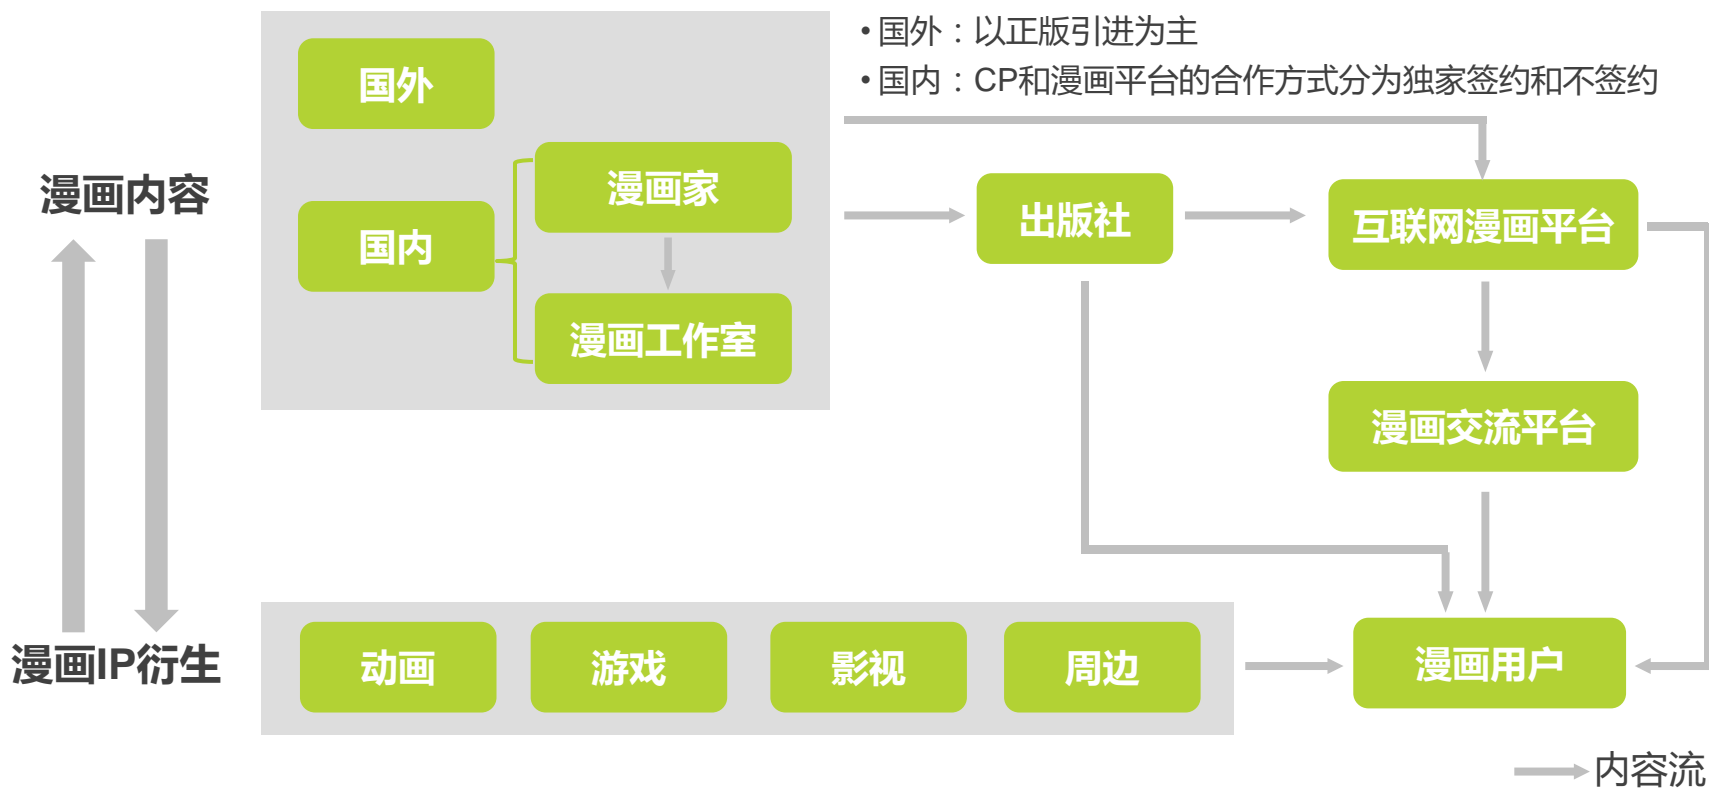 • 国外：以正版引进为主
• 国内：CP和漫画平台的合作方式分为独家签约和不签约
漫画内容
国外
国内
漫画家
漫画工作室
出版社
互联网漫画平台
漫画交流平台
漫画IP衍生
动画
游戏
影视
周边
漫画用户
内容流